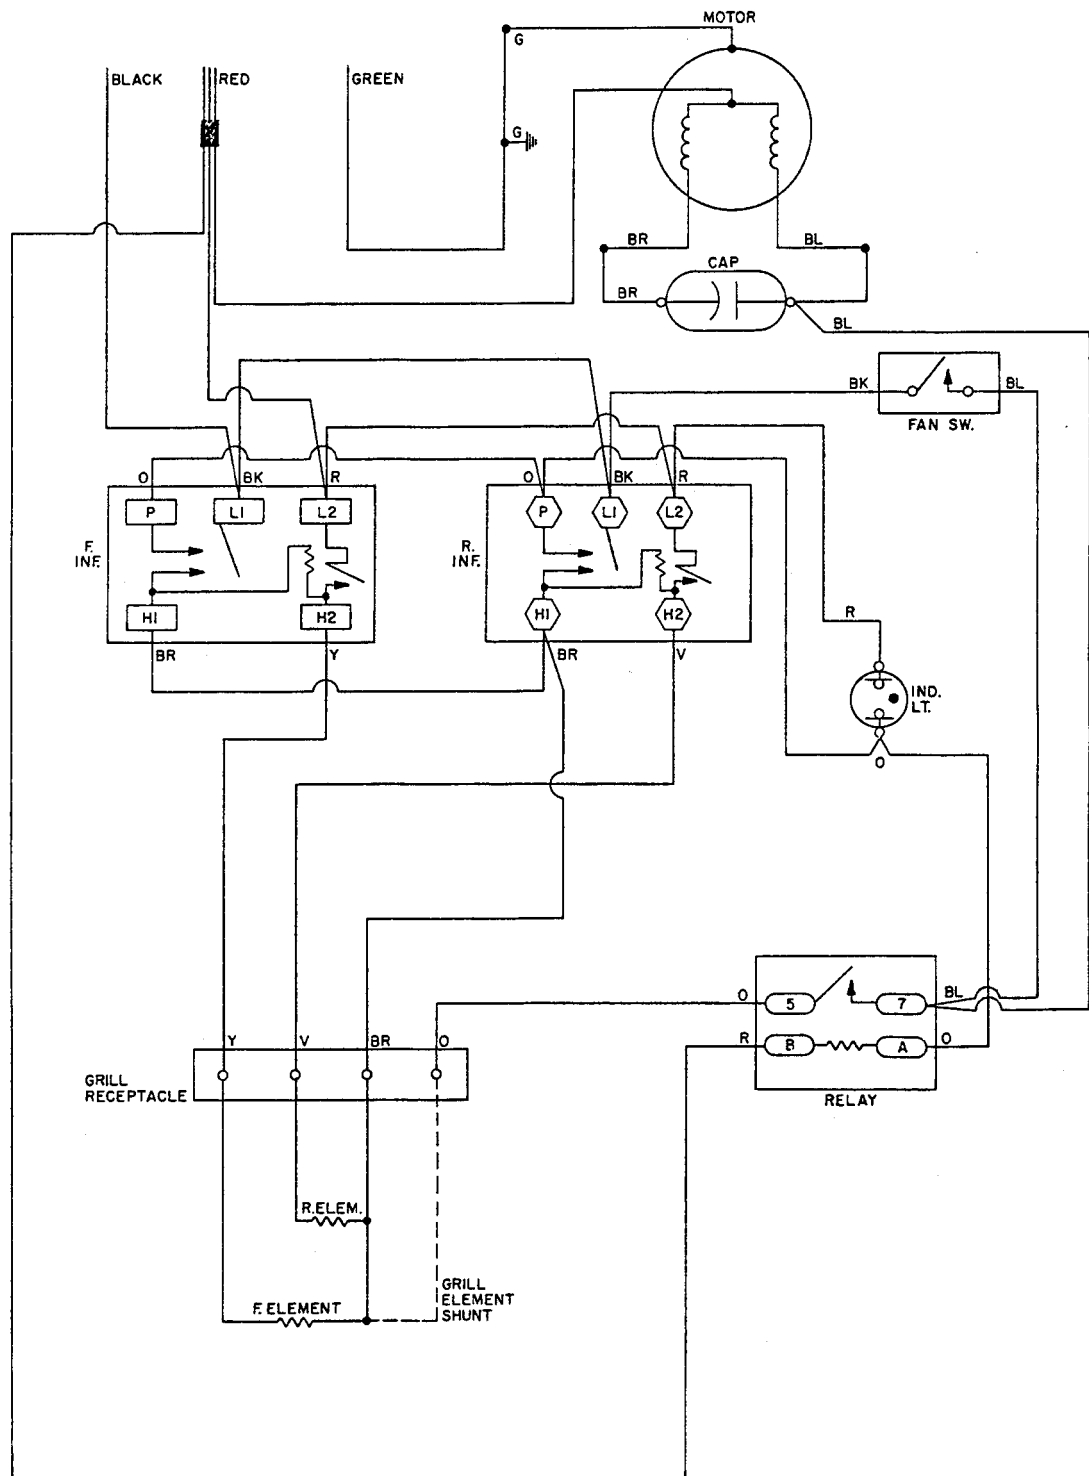 MOTOR
G
BLACK
RED
GREEN
G
BR
BL
CAP
BR
BL
BK
BL
FAN SW.
O
BK
R
O
BK
R
P
L1
L2
P
L1
L2
F.
INF.
R.
INF.
H1
H2
H1
H2
BR
Y
BR
V
R
IND.
LT.
O
O
5
7
BL
R
B
A
O
RELAY
Y
V
BR
O
GRILL
RECEPTACLE
R.ELEM.
F. ELEMENT
GRILL
ELEMENT
SHUNT